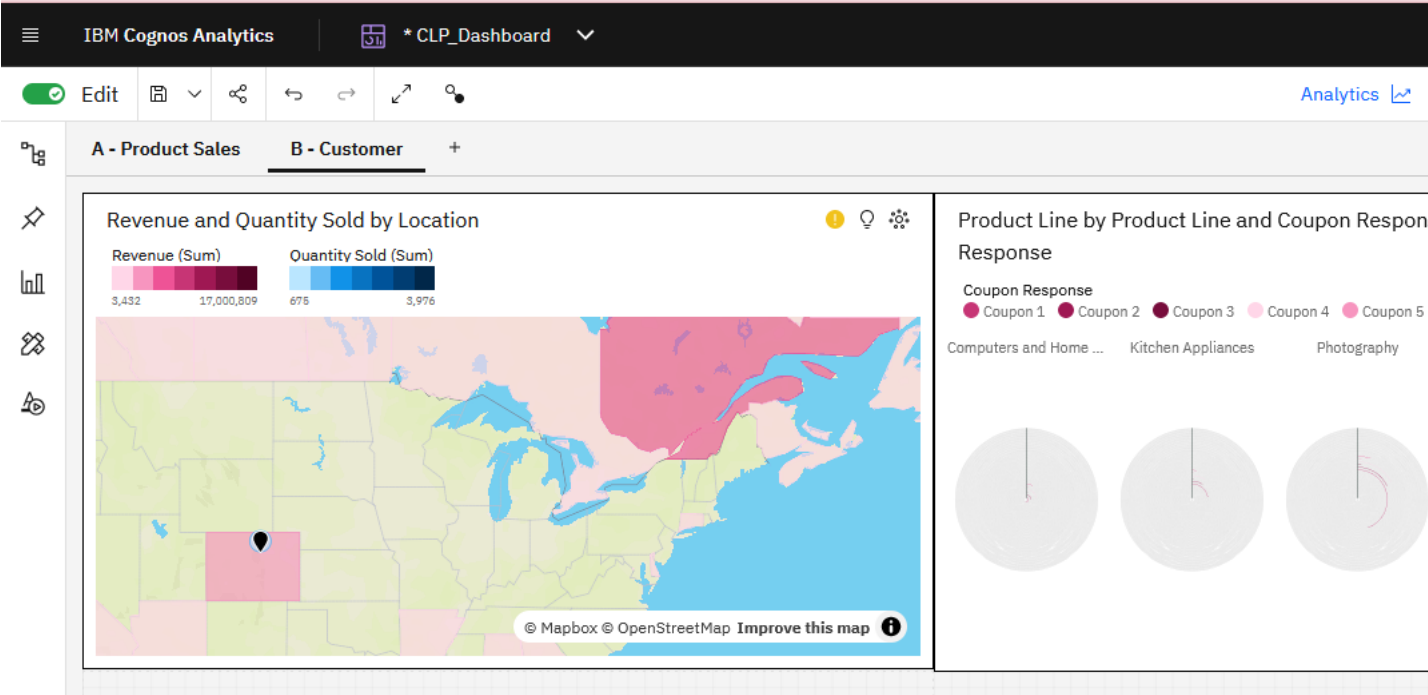 IBM Cognos Analytics
* CLP_Dashboard
Edit
Analytics
A - Product Sales
B - Customer
+
Revenue and Quantity Sold by Location
Revenue (Sum)
Quantity Sold (Sum)
3,432
17,000,809
675
3,976
© Mapbox © OpenStreetMap Improve this map
Product Line by Product Line and Coupon Respon
Response
Coupon Response
Coupon 1
Coupon 2
Coupon 3
Coupon 4
Coupon 5
Computers and Home ...
Kitchen Appliances
Photography